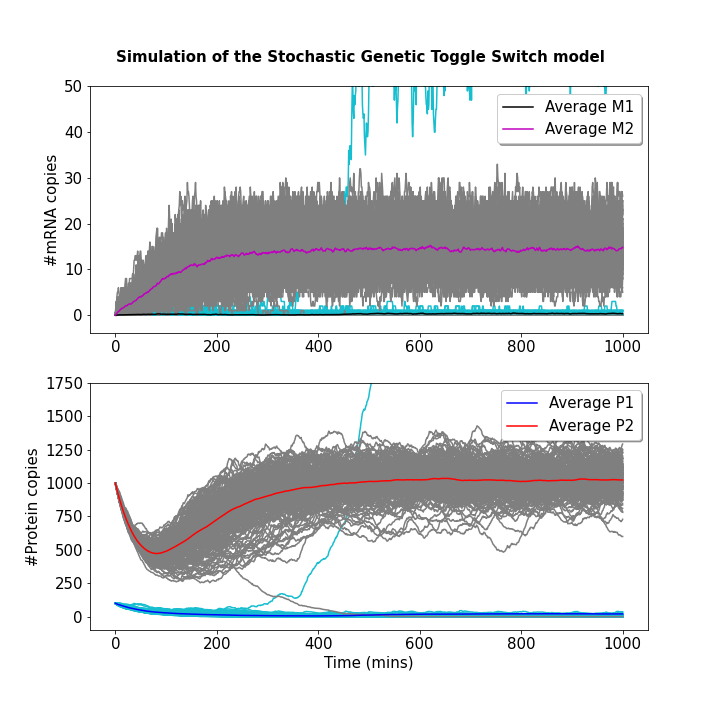 Simulation of the Stochastic Genetic Toggle Switch model
50
40
30
20
10
0
#mRNA copies
Average M1
Average M2
0 200 400 600 800 1000
1750
1500
1250
1000
750
500
250
0
#Protein copies
Average P1
Average P2
0 200 400 600 800 1000
Time (mins)